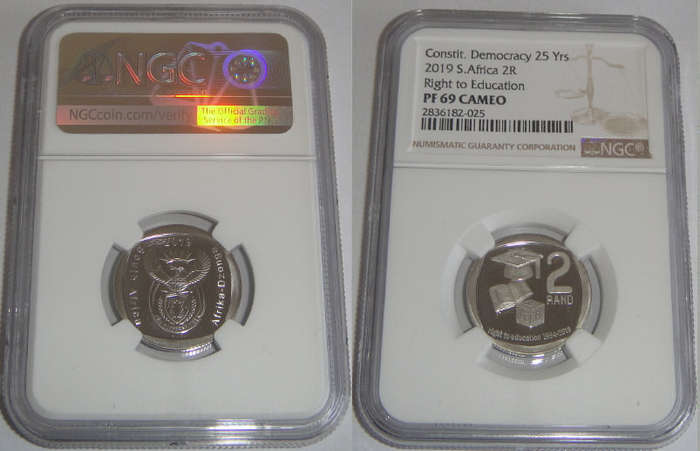 NGC
NGCcoin.com/verify
The Official Grading
Service of the
2019
Afrika-Dzonga
Constit. Democracy 25 Yrs
2019 S.Africa 2R
Right to Education
PF 69 CAMEO
2836182-025
NUMISMATIC GUARANTY CORPORATION
NGC
2
RAND
right to education 1994-2019